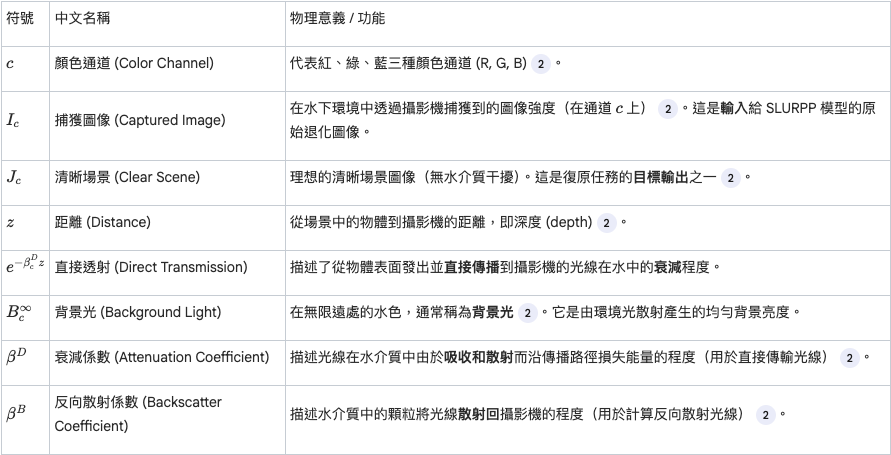 符號 中文名稱 物理意義 / 功能
c 顏色通道 (Color Channel) 代表紅、綠、藍三種顏色通道 (R, G, B) 2 。
I_c 捕獲圖像 (Captured Image) 在水下環境中透過攝影機捕獲到的圖像強度（在通道 c 上） 2 。這是輸入給 SLURPP 模型的原
始退化圖像。
J_c 清晰場景 (Clear Scene) 理想的清晰場景圖像（無水介質干擾）。這是復原任務的目標輸出之一 2 。
z 距離 (Distance) 從場景中的物體到攝影機的距離，即深度 (depth) 2 。
e^{-β_c^D z} 直接透射 (Direct Transmission) 描述了從物體表面發出並直接傳播到攝影機的光線在水中的衰減程度。
B_c^∞ 背景光 (Background Light) 在無限遠處的水色，通常稱為背景光 2 。它是由環境光散射產生的均勻背景亮度。
β^D 衰減係數 (Attenuation Coefficient) 描述光線在水介質中由於吸收和散射而沿傳播路徑損失能量的程度（用於直接傳輸光線） 2 。
β^B 反向散射係數 (Backscatter
Coefficient) 描述水介質中的顆粒將光線散射回攝影機的程度（用於計算反向散射光線） 2 。